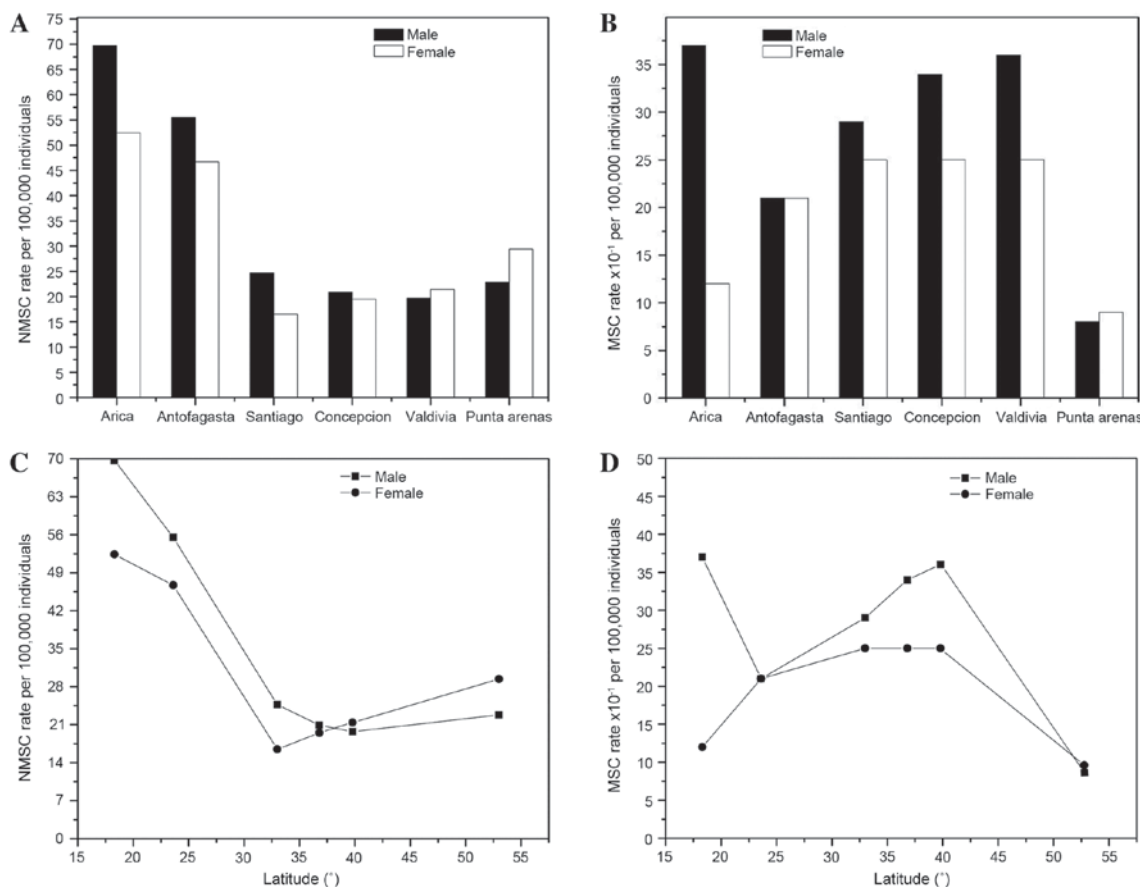 A
Male
Female
NMSC rate per 100,000 individuals
75
70
65
60
55
50
45
40
35
30
25
20
15
10
5
0
Arica Antofagasta Santiago Concepcion Valdivia Punta arenas
B
Male
Female
MSC rate x10⁻¹ per 100,000 individuals
35
30
25
20
15
10
5
0
Arica Antofagasta Santiago Concepcion Valdivia Punta arenas
C
Male
Female
NMSC rate per 100,000 individuals
70
63
56
49
42
35
28
21
14
7
0
15 20 25 30 35 40 45 50 55
Latitude (°)
D
Male
Female
MSC rate x10⁻¹ per 100,000 individuals
50
45
40
35
30
25
20
15
10
5
0
15 20 25 30 35 40 45 50 55
Latitude (°)